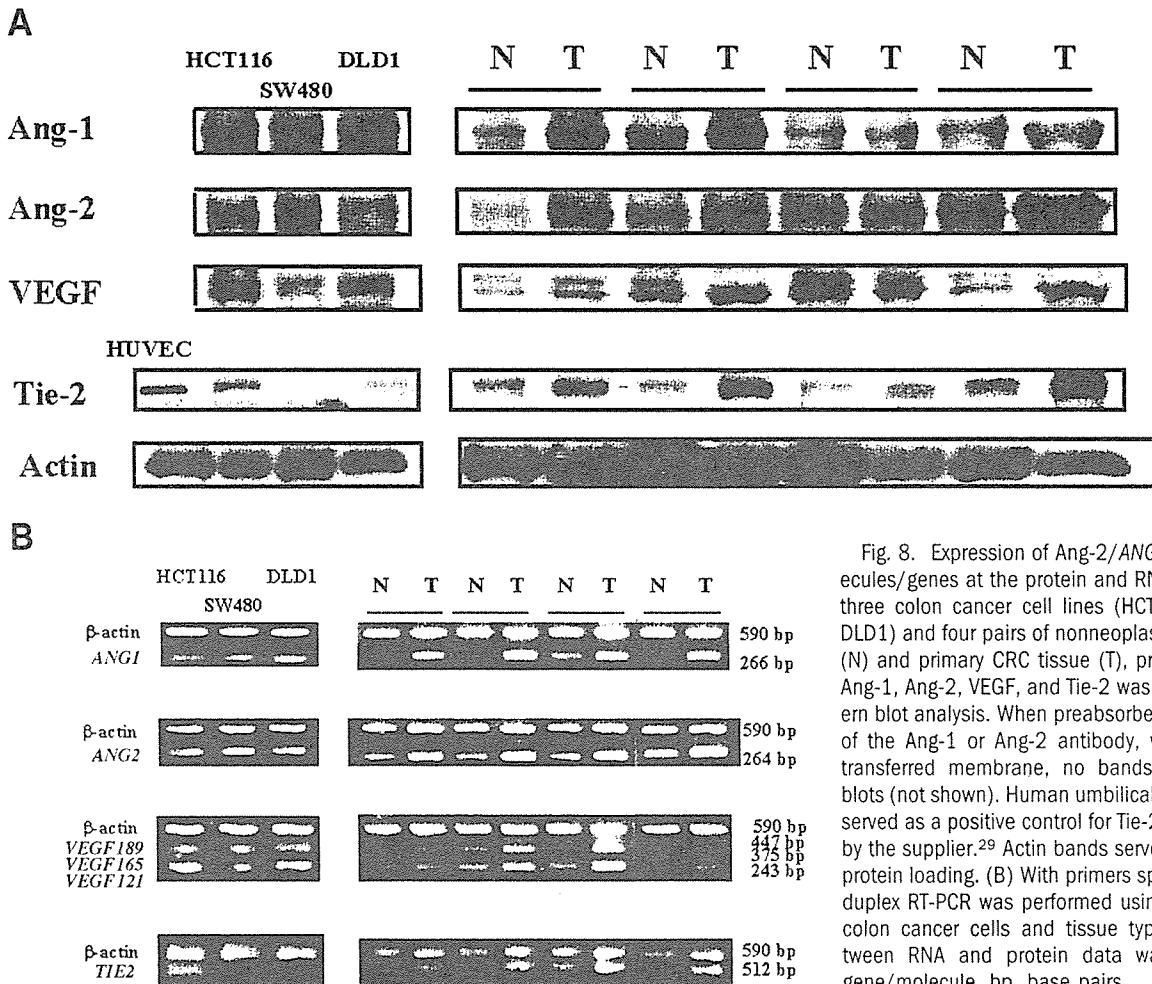 A
HCT116 DLD1
SW480
N T N T N T N T
Ang-1
Ang-2
VEGF
HUVEC
Tie-2
Actin
B
HCT116 DLD1
SW480
N T N T N T N T
β-actin 590 bp
ANG1 266 bp
β-actin 590 bp
ANG2 264 bp
β-actin 590 bp
VEGF189 447 bp
VEGF165 375 bp
VEGF121 243 bp
β-actin 590 bp
TIE2 512 bp
Fig. 8. Expression of Ang-2/ANG
ecules/genes at the protein and RN
three colon cancer cell lines (HCT
DLD1) and four pairs of nonneoplas
(N) and primary CRC tissue (T), pr
Ang-1, Ang-2, VEGF, and Tie-2 was
ern blot analysis. When preabsorbe
of the Ang-1 or Ang-2 antibody, v
transferred membrane, no bands
blots (not shown). Human umbilical
served as a positive control for Tie-2
by the supplier.29 Actin bands serve
protein loading. (B) With primers sp
duplex RT-PCR was performed usin
colon cancer cells and tissue typ
tween RNA and protein data wa
gene/molecule. bp, base pairs.